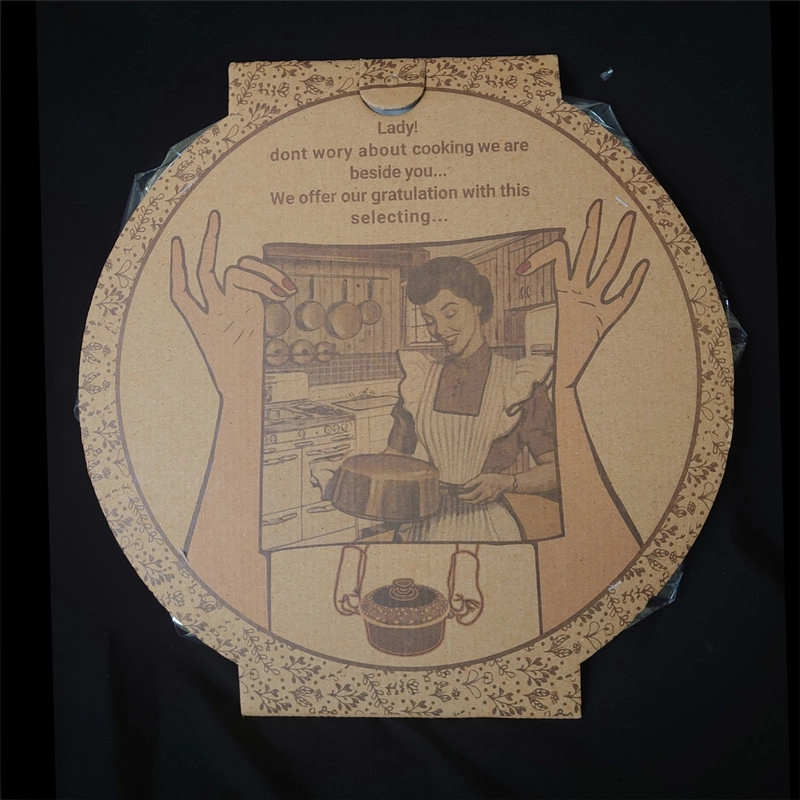 Lady!
dont wory about cooking we are
beside you...
We offer our gratulation with this
selecting...